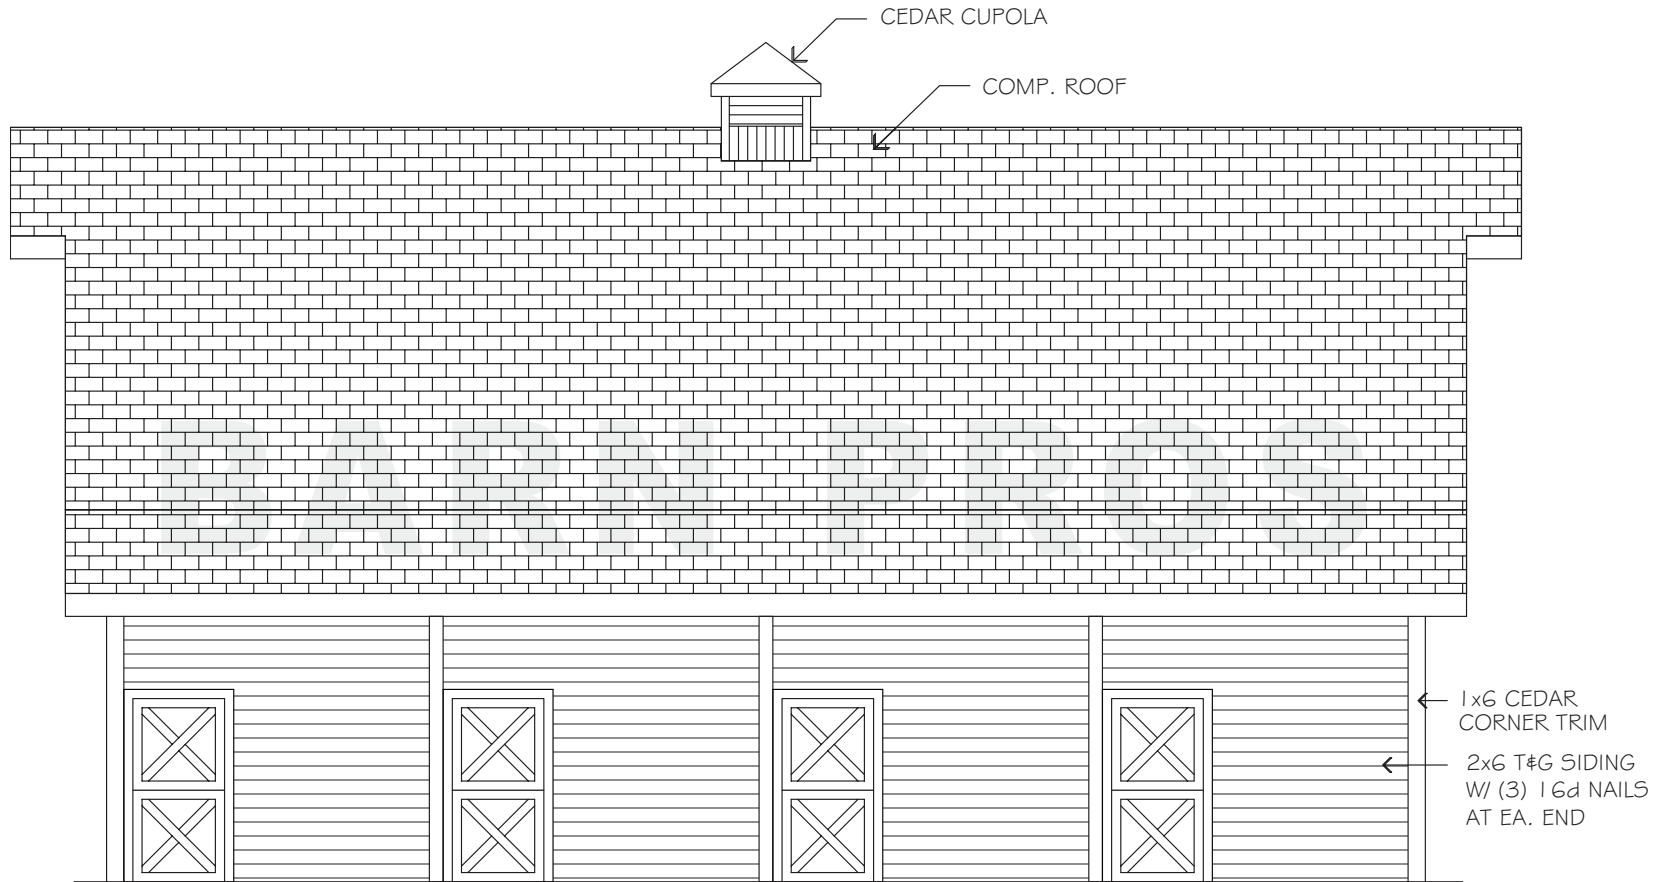 CEDAR CUPOLA
COMP. ROOF
BARN PROS
1x6 CEDAR
CORNER TRIM
2x6 T&G SIDING
W/ (3) 16d NAILS
AT EA. END